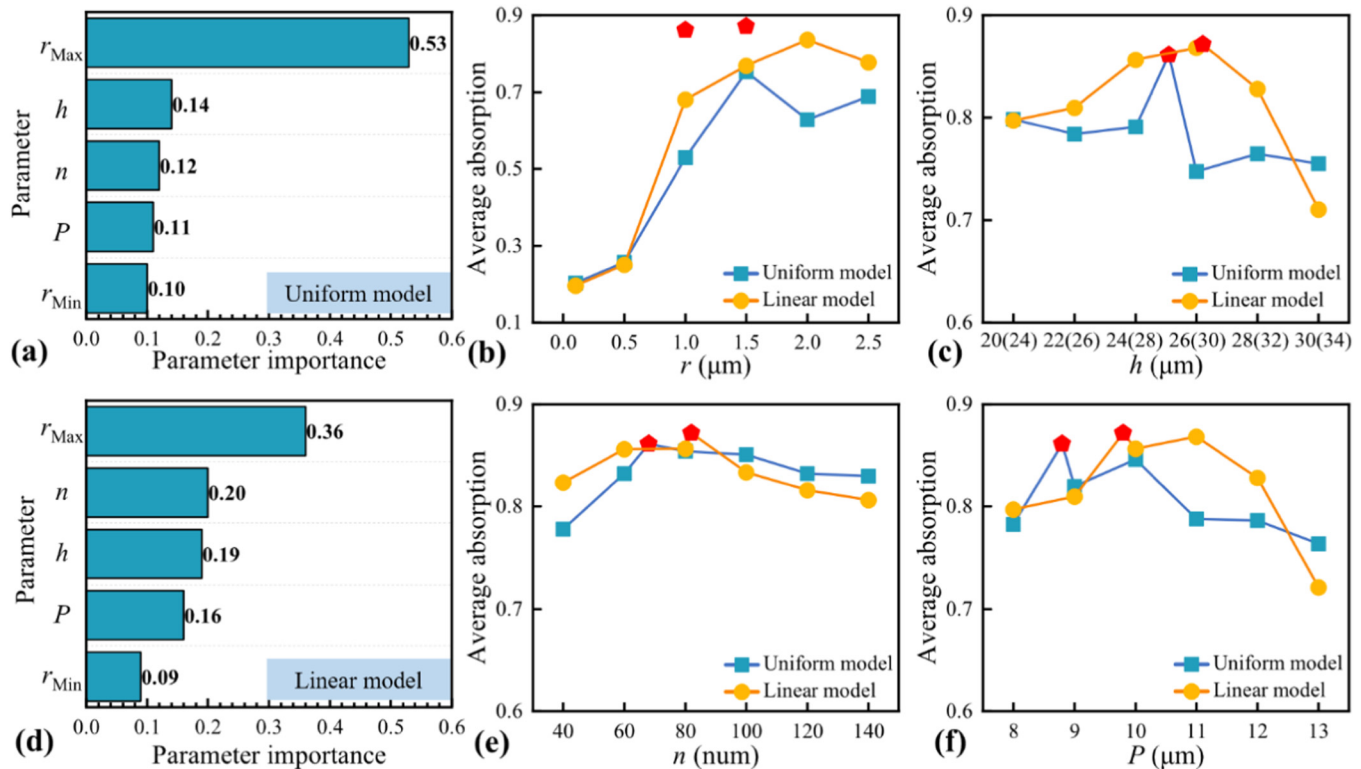 Parameter
rMax
0.53
h
0.14
n
0.12
P
0.11
rMin
0.10
Uniform model
0.0 0.1 0.2 0.3 0.4 0.5 0.6
(a)
Parameter importance
Average absorption
0.9
0.7
0.5
0.3
0.1
Uniform model
Linear model
0.0 0.5 1.0 1.5 2.0 2.5
(b)
r (μm)
Average absorption
0.9
0.8
0.7
0.6
Uniform model
Linear model
20(24) 22(26) 24(28) 26(30) 28(32) 30(34)
(c)
h (μm)
Parameter
rMax
0.36
n
0.20
h
0.19
P
0.16
rMin
0.09
Linear model
0.0 0.1 0.2 0.3 0.4 0.5 0.6
(d)
Parameter importance
Average absorption
0.9
0.8
0.7
0.6
Uniform model
Linear model
40 60 80 100 120 140
(e)
n (num)
Average absorption
0.9
0.8
0.7
0.6
Uniform model
Linear model
8 9 10 11 12 13
(f)
P (μm)